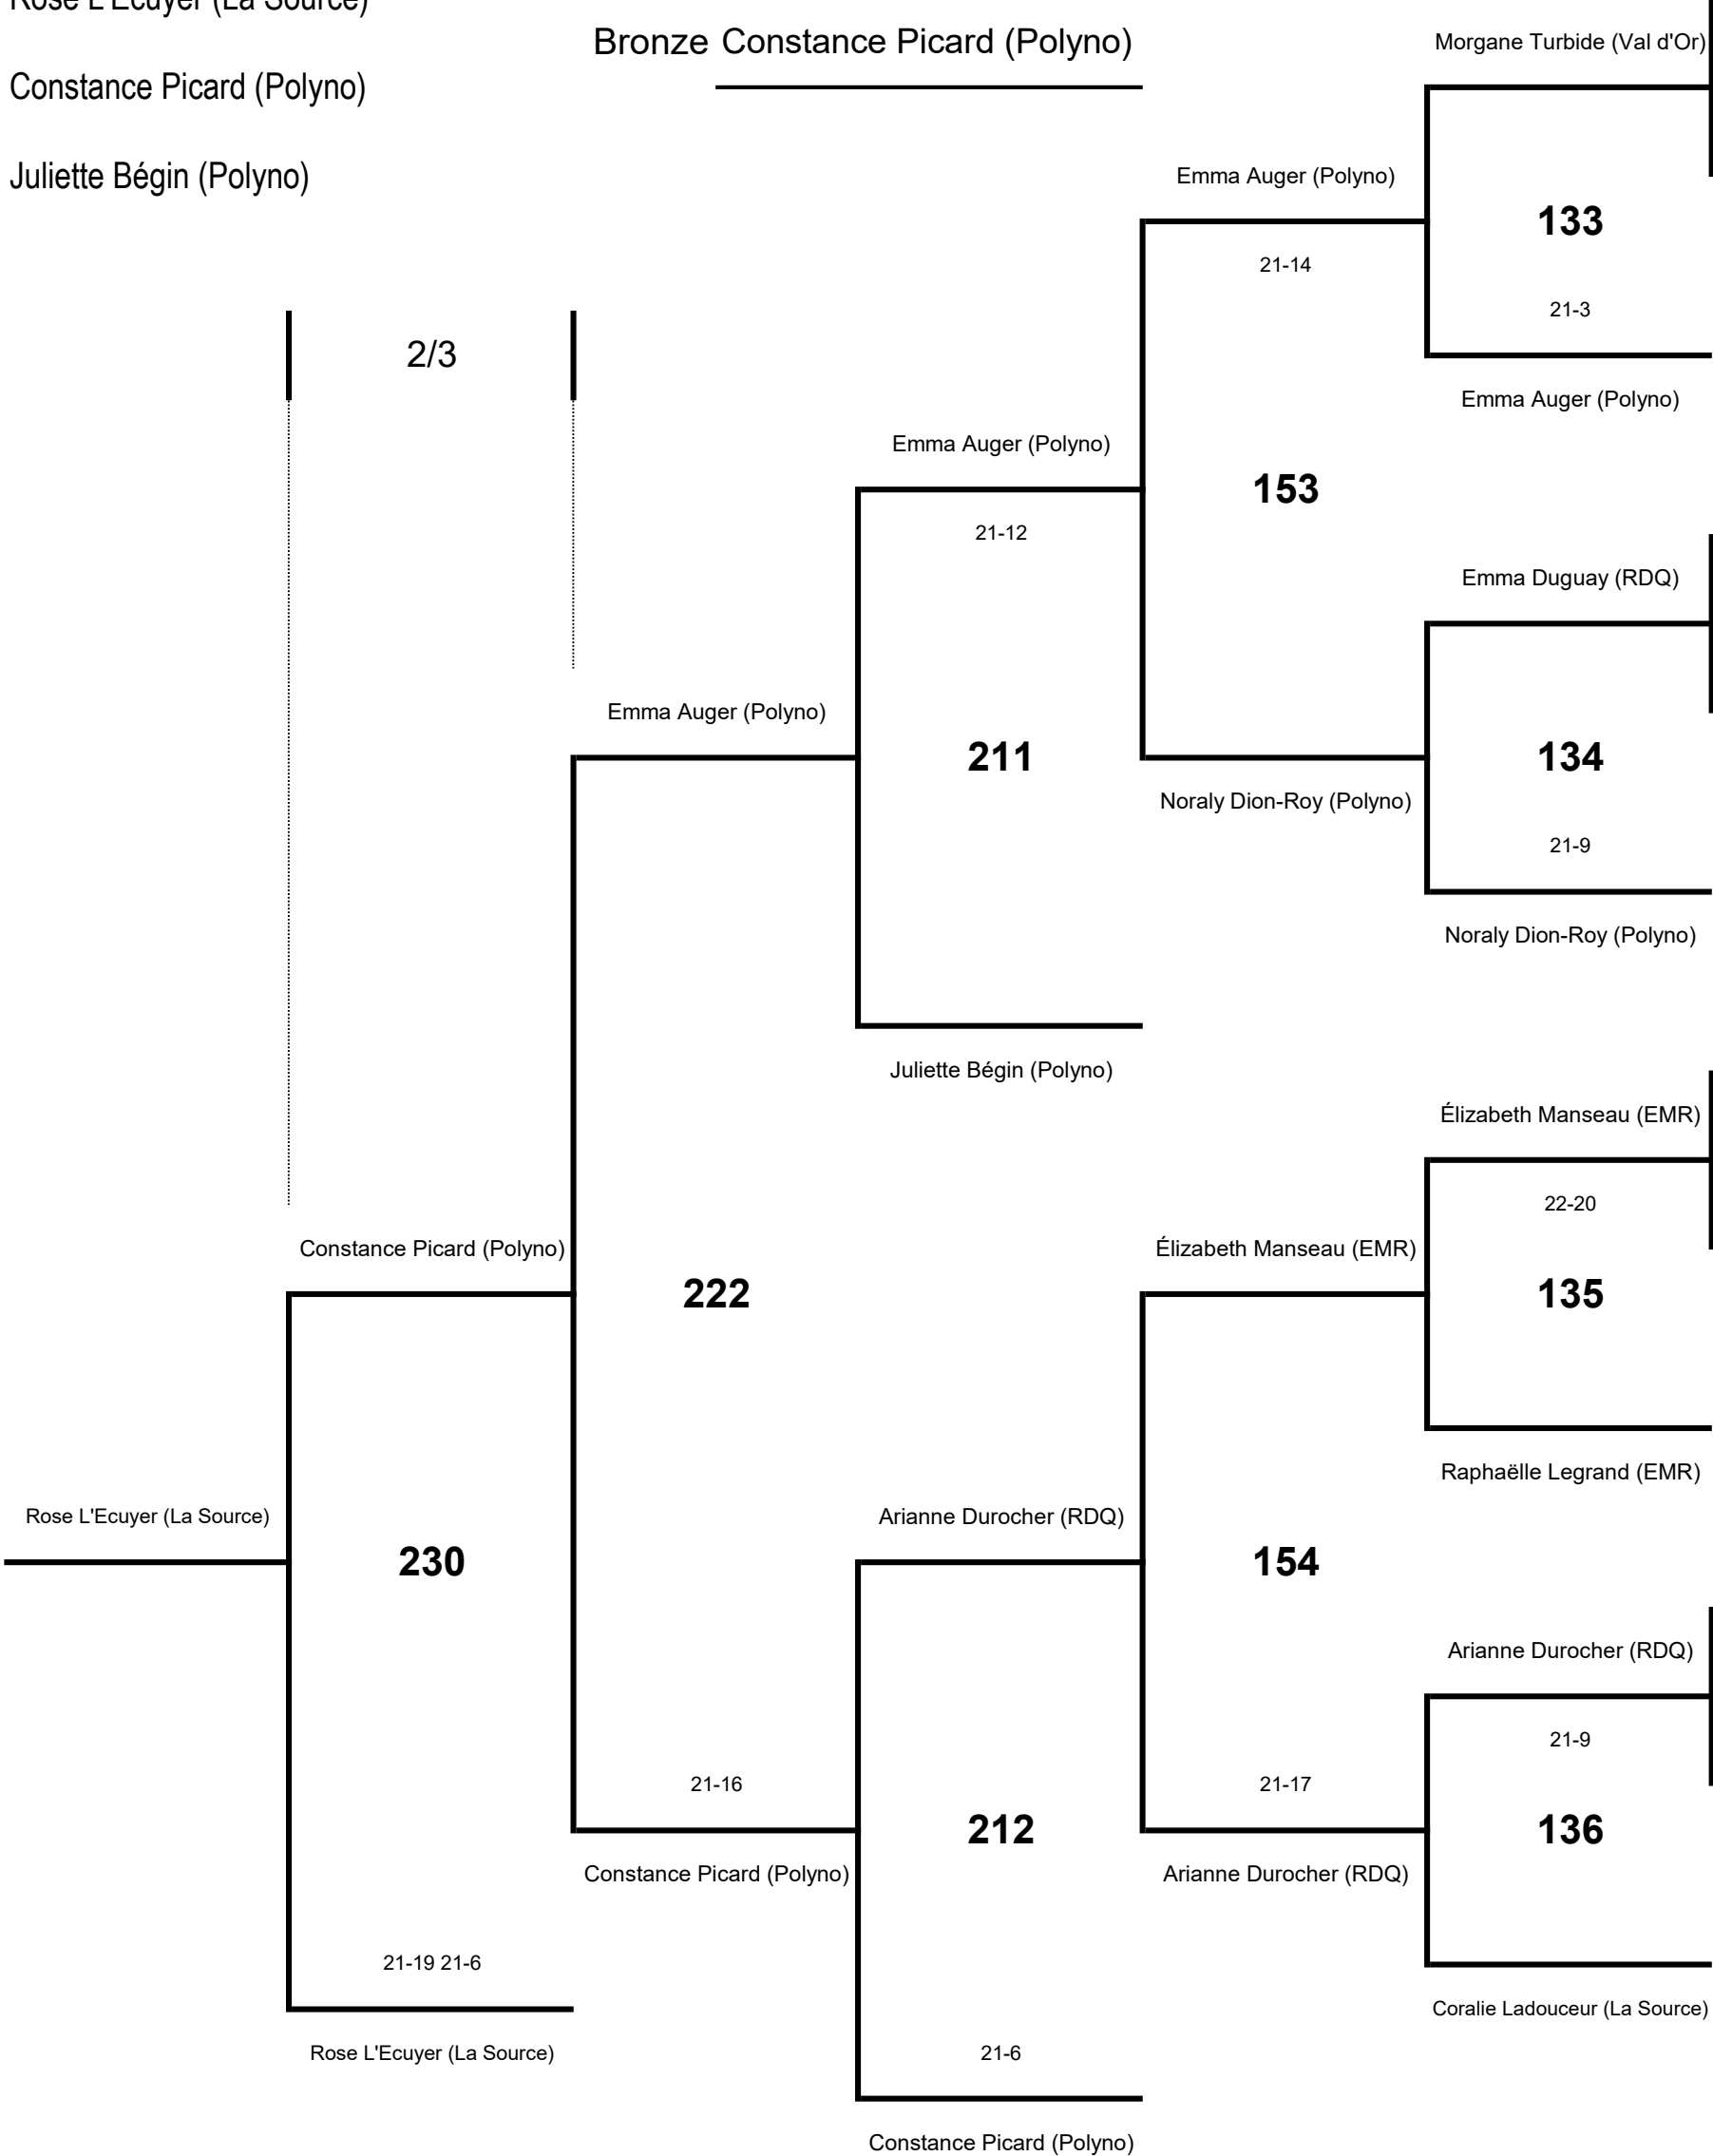 Rose L'Ecuyer (La Source)
Bronze Constance Picard (Polyno)
Morgane Turbide (Val d'Or)
Constance Picard (Polyno)
Juliette Bégin (Polyno)
Emma Auger (Polyno)
133
21-14
21-3
2/3
Emma Auger (Polyno)
Emma Auger (Polyno)
153
21-12
Emma Duguay (RDQ)
Emma Auger (Polyno)
211
134
Noraly Dion-Roy (Polyno)
21-9
Noraly Dion-Roy (Polyno)
Juliette Bégin (Polyno)
Élizabeth Manseau (EMR)
22-20
Constance Picard (Polyno)
Élizabeth Manseau (EMR)
222
135
Raphaëlle Legrand (EMR)
Rose L'Ecuyer (La Source)
Arianne Durocher (RDQ)
230
154
Arianne Durocher (RDQ)
21-9
21-16
21-17
212
136
Constance Picard (Polyno)
Arianne Durocher (RDQ)
21-19 21-6
Coralie Ladouceur (La Source)
Rose L'Ecuyer (La Source)
21-6
Constance Picard (Polyno)